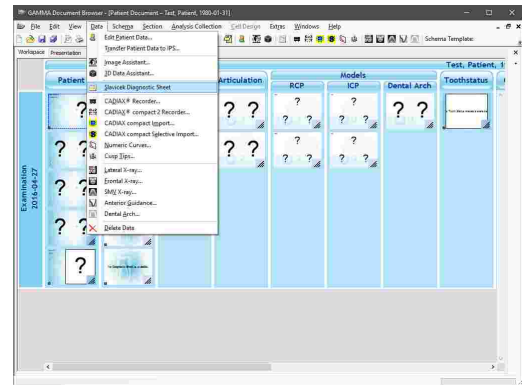 GAMMA Document Browser - [Patient Document - Test, Patient, 1980-01-31]
File Edit View Data Schema Section Analysis Collection Cell Design Extras Windows Help
Schema Template:
Workspace Presentation
Edit Patient Data...
Transfer Patient Data to IPS...
Image Assistant...
3D Data Assistant...
Slavicek Diagnostic Sheet
CADIAX® Recorder...
CADIAX® compact 2 Recorder...
CADIAX compact Import...
CADIAX compact Selective Import...
Numeric Curves...
Cusp Tips...
Lateral X-ray...
Frontal X-ray...
SMV X-ray...
Anterior Guidance...
Dental Arch...
Delete Data
Test, Patient, 1
Patient Articulation Models Toothstatus
RCP ICP Dental Arch
Examination
2016-04-27
? ? ? ? ? ?
? ? ? ?
? ? ? ?
? ? ? ? ? ?
? ?
? ?
?